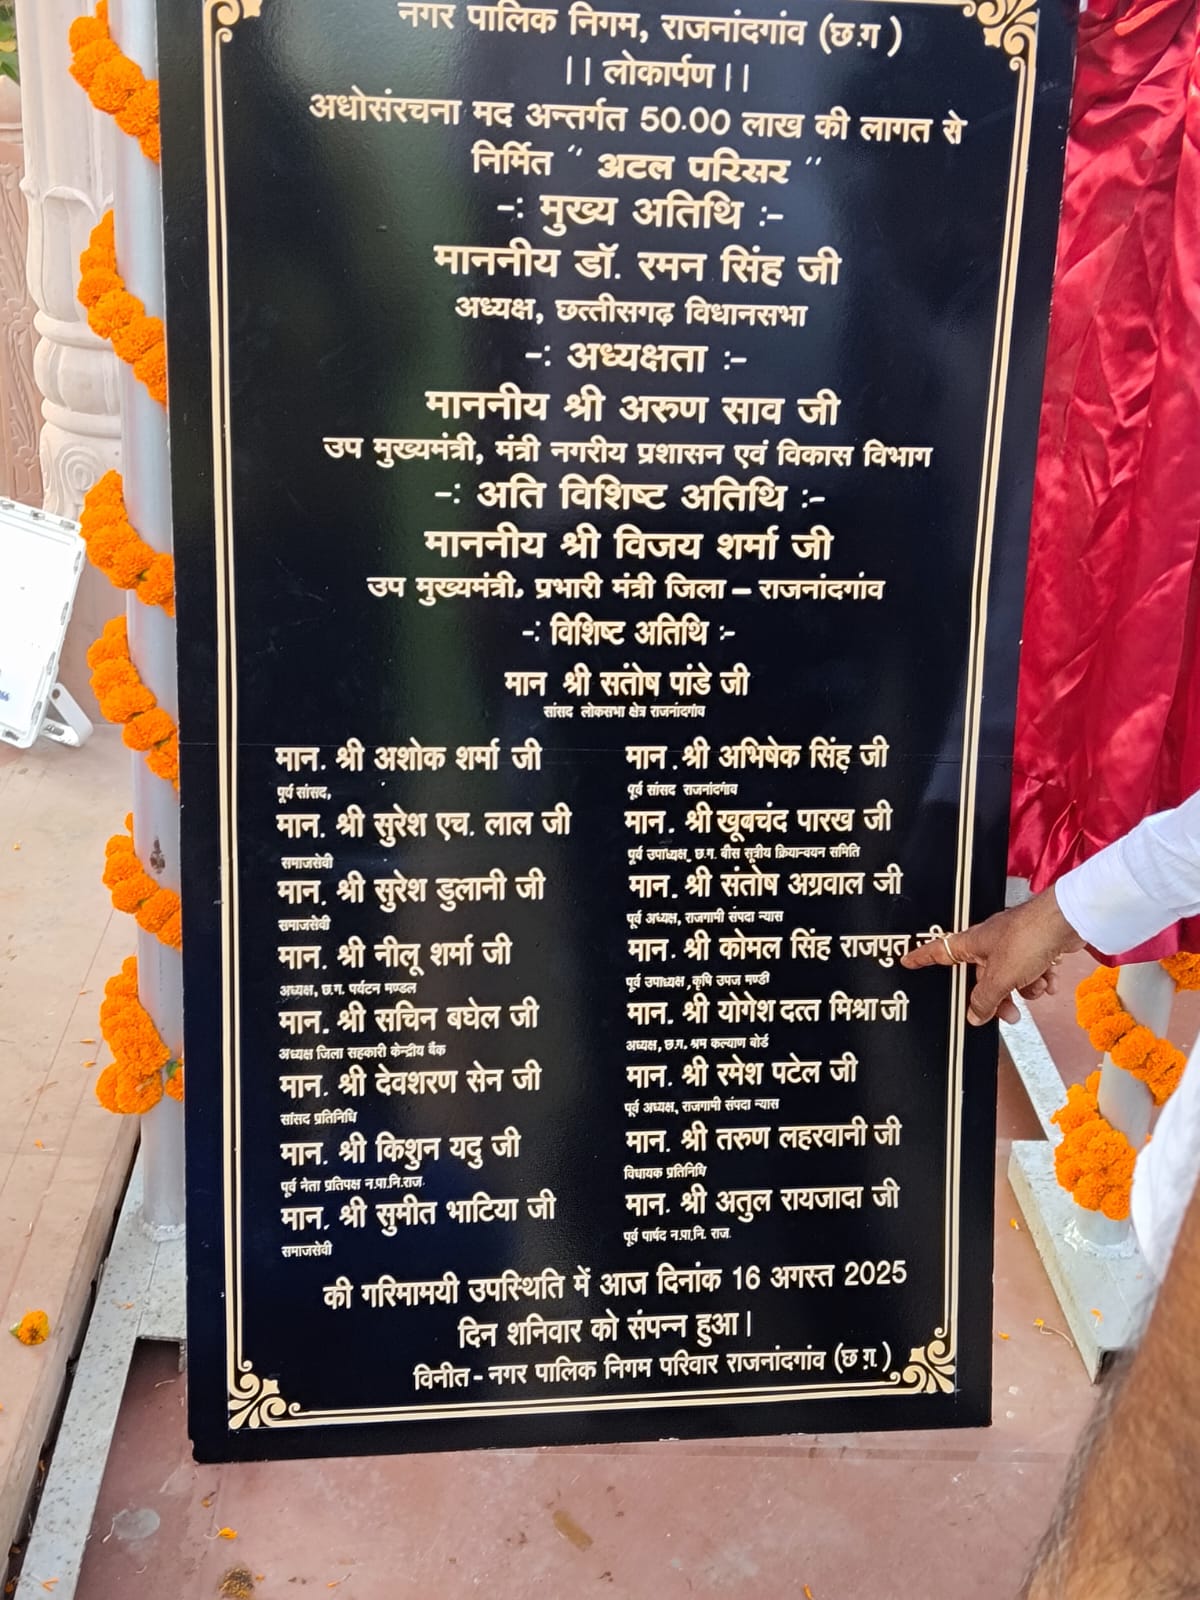 नगर पालिक निगम, राजनांदगांव (छ.ग )
।। लोकार्पण।।
अधोसंरचना मद अन्तर्गत 50.00 लाख की लागत से
निर्मित " अटल परिसर "
-: मुख्य अतिथि :-
माननीय डॉ. रमन सिंह जी
अध्यक्ष, छत्तीसगढ़ विधानसभा
-: अध्यक्षता :-
माननीय श्री अरुण साव जी
उप मुख्यमंत्री, मंत्री नगरीय प्रशासन एवं विकास विभाग
-: अति विशिष्ट अतिथि :-
माननीय श्री विजय शर्मा जी
उप मुख्यमंत्री, प्रभारी मंत्री जिला – राजनांदगांव
-: विशिष्ट अतिथि :-
मान श्री संतोष पांडे जी
सांसद लोकसभा क्षेत्र राजनांदगांव
मान. श्री अशोक शर्मा जी
पूर्व सांसद,
मान. श्री सुरेश एच. लाल जी
समाजसेवी
मान. श्री सुरेश डुलानी जी
समाजसेवी
मान. श्री नीलू शर्मा जी
अध्यक्ष, छ.ग. पर्यटन मण्डल
मान. श्री सचिन बघेल जी
अध्यक्ष जिला सहकारी केन्द्रीय बैंक
मान. श्री देवशरण सेन जी
सांसद प्रतिनिधि
मान. श्री किशुन यदु जी
पूर्व नेता प्रतिपक्ष न.पा.नि.राज.
मान. श्री सुमीत भाटिया जी
समाजसेवी
मान .श्री अभिषेक सिंह जी
पूर्व सांसद राजनांदगांव
मान. श्री खूबचंद पारख जी
पूर्व उपाध्यक्ष, छ.ग. बीस सूत्रीय क्रियान्वयन समिति
मान. श्री संतोष अग्रवाल जी
पूर्व अध्यक्ष, राजगामी संपदा न्यास
मान. श्री कोमल सिंह राजपुत जी
पूर्व उपाध्यक्ष ,कृषि उपज मण्डी
मान. श्री योगेश दत्त मिश्रा जी
अध्यक्ष, छ.ग. श्रम कल्याण बोर्ड
मान. श्री रमेश पटेल जी
पूर्व अध्यक्ष, राजगामी संपदा न्यास
मान. श्री तरुण लहरवानी जी
विधायक प्रतिनिधि
मान. श्री अतुल रायजादा जी
पूर्व पार्षद न.पा.नि. राज.
की गरिमामयी उपस्थिति में आज दिनांक 16 अगस्त 2025
दिन शनिवार को संपन्न हुआ।
विनीत - नगर पालिक निगम परिवार राजनांदगांव (छ.ग.)